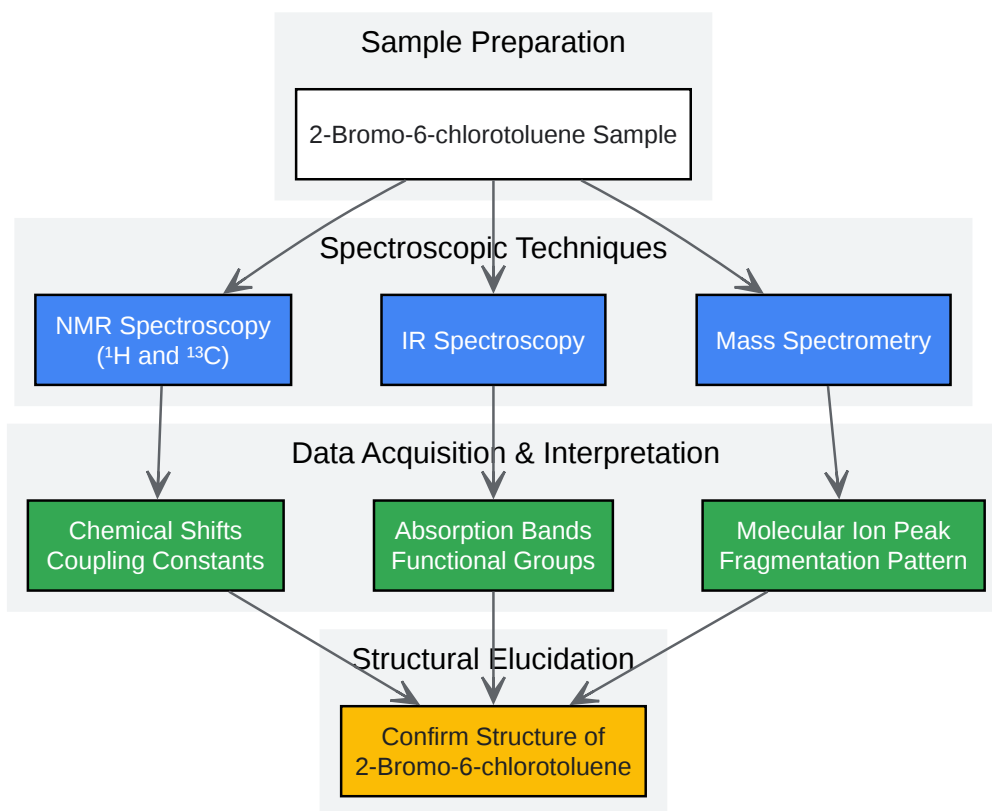 Sample Preparation
2-Bromo-6-chlorotoluene Sample
Spectroscopic Techniques
NMR Spectroscopy
(¹H and ¹³C)
IR Spectroscopy
Mass Spectrometry
Data Acquisition & Interpretation
Chemical Shifts
Coupling Constants
Absorption Bands
Functional Groups
Molecular Ion Peak
Fragmentation Pattern
Structural Elucidation
Confirm Structure of
2-Bromo-6-chlorotoluene